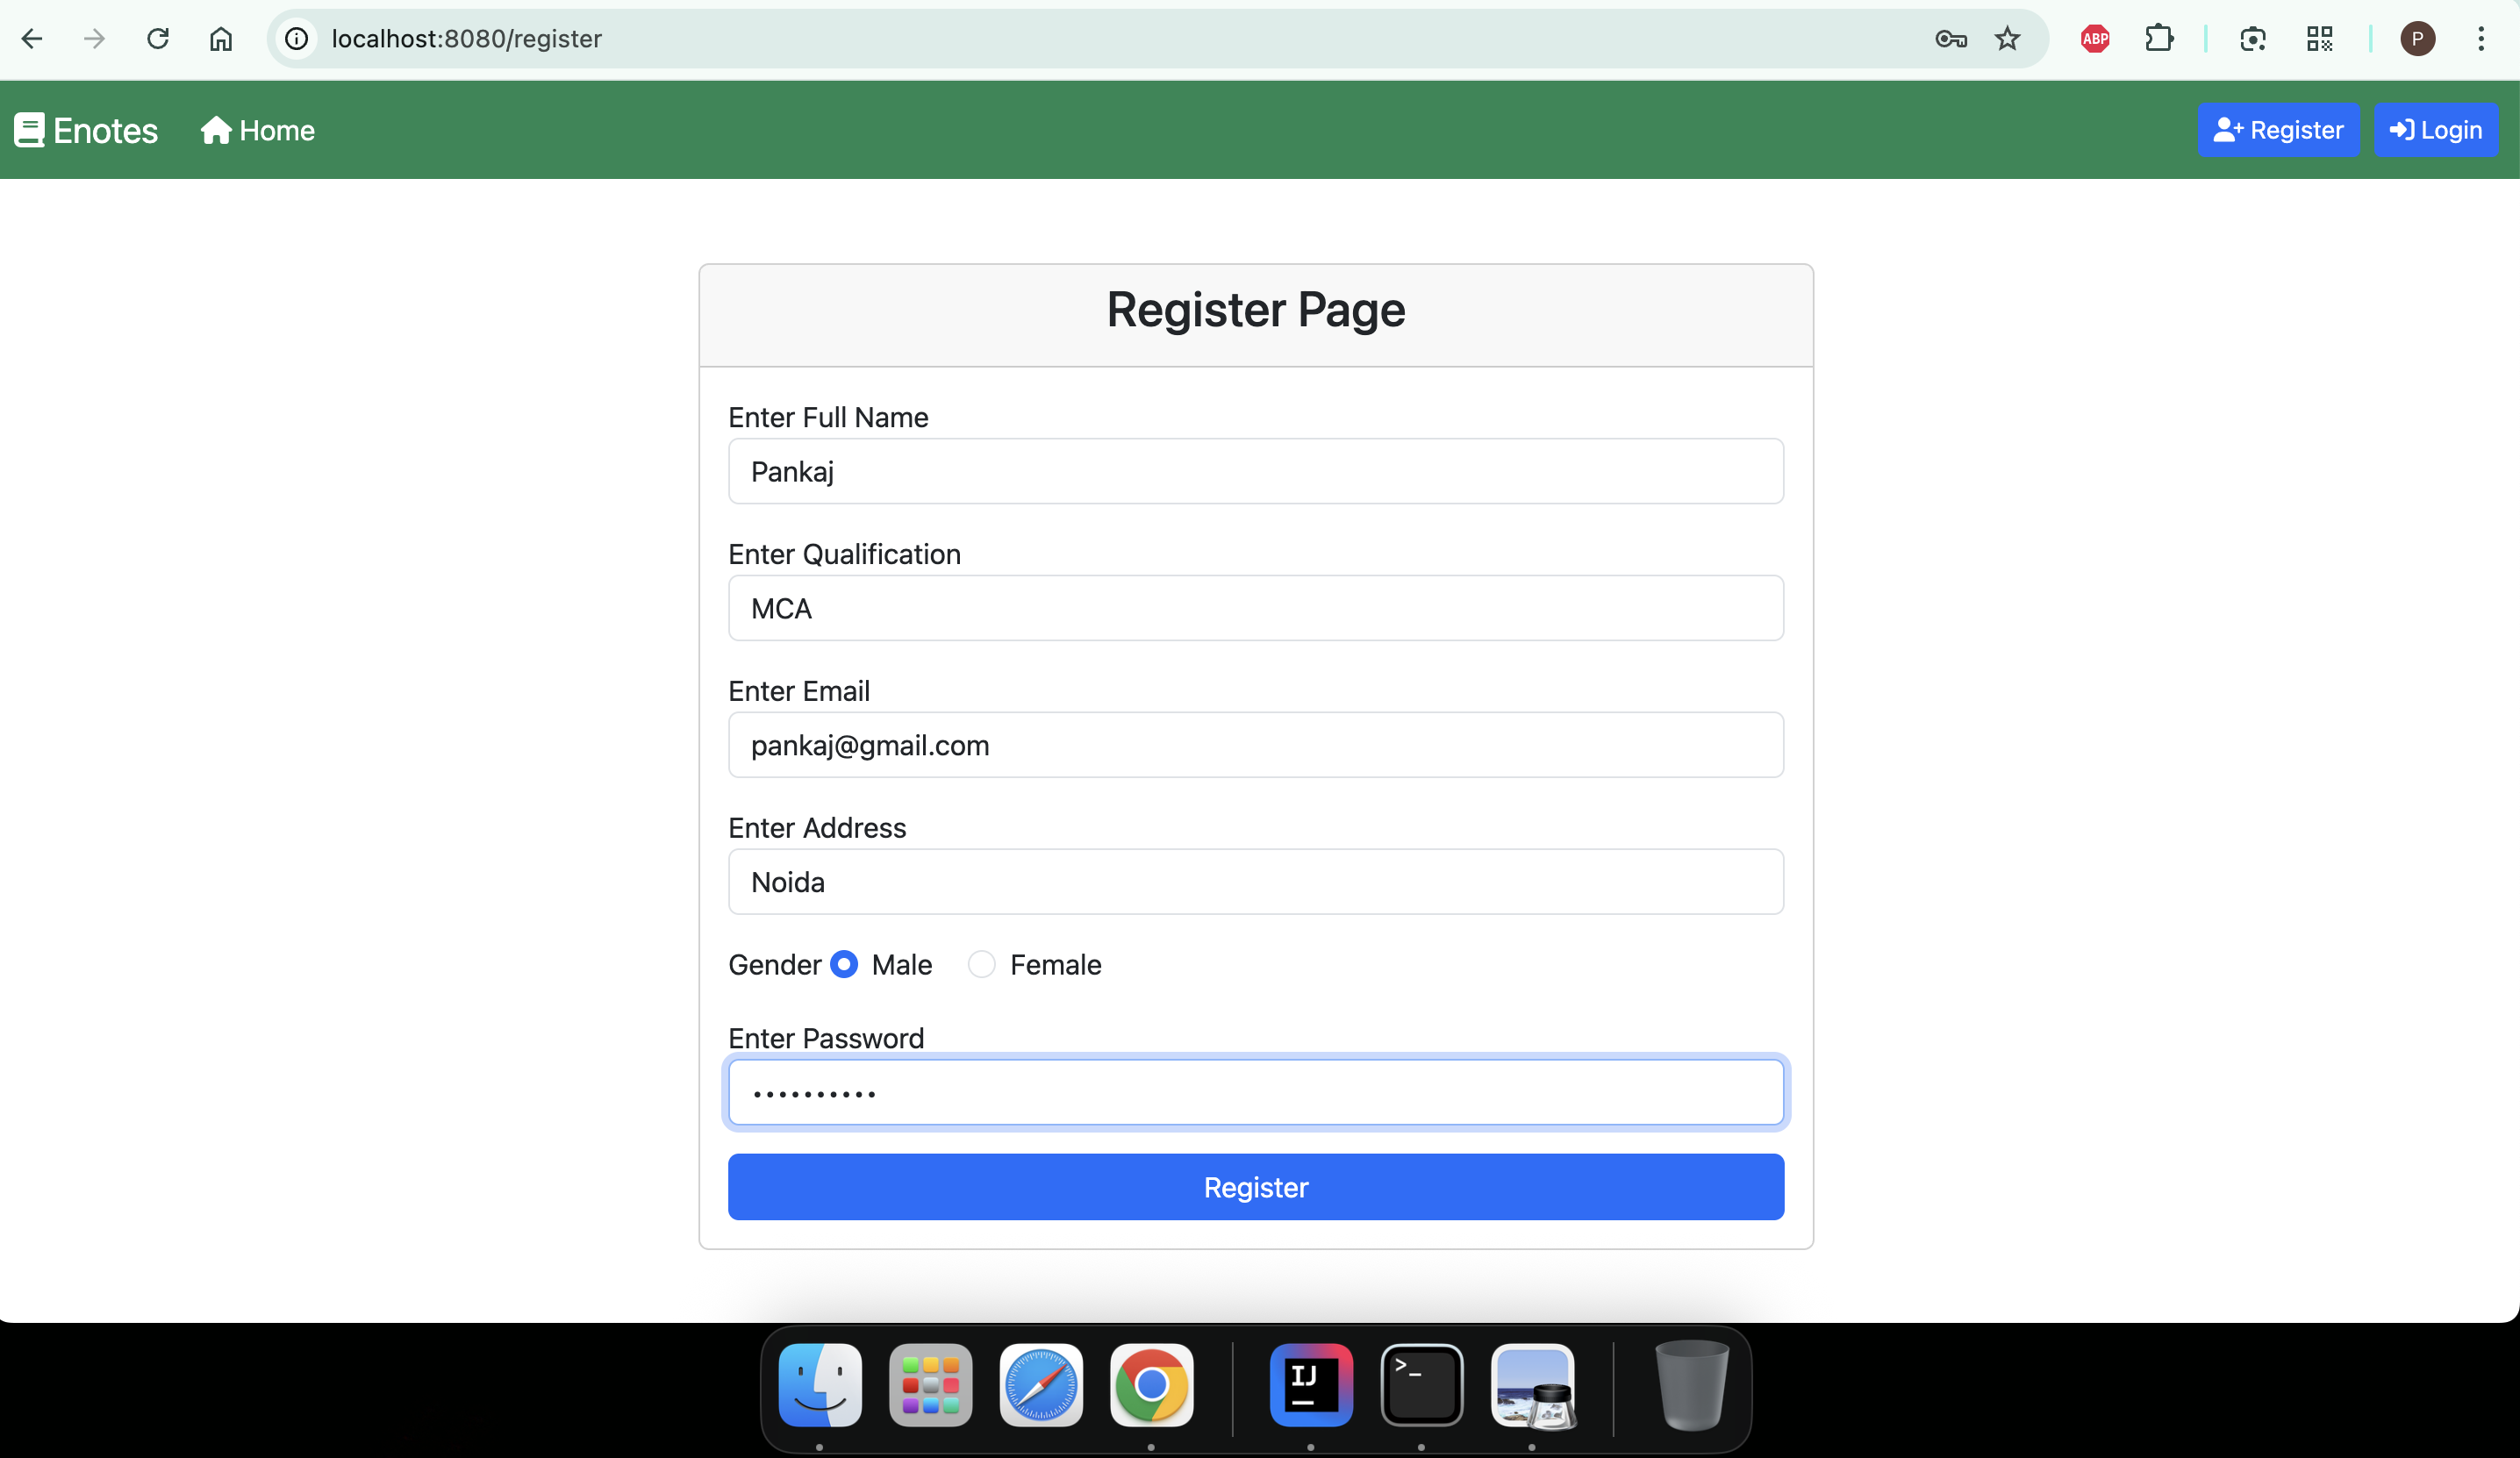 localhost:8080/register
ABP
P
Enotes Home Register Login
Register Page
Enter Full Name
Pankaj
Enter Qualification
MCA
Enter Email
pankaj@gmail.com
Enter Address
Noida
Gender Male Female
Enter Password
••••••••••
Register
IJ
>_